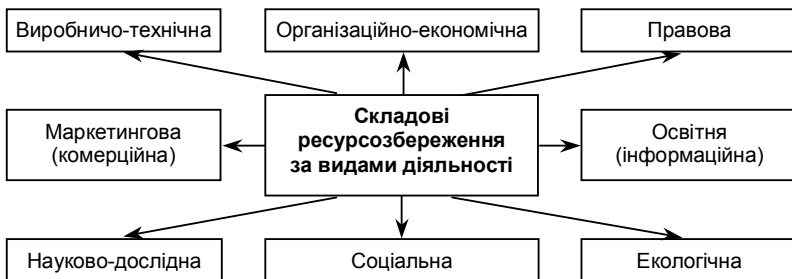 Виробничо-технічна
Організаційно-економічна
Правова
Маркетингова
(комерційна)
Складові
ресурсозбереження
за видами діяльності
Освітня
(інформаційна)
Науково-дослідна
Соціальна
Екологічна